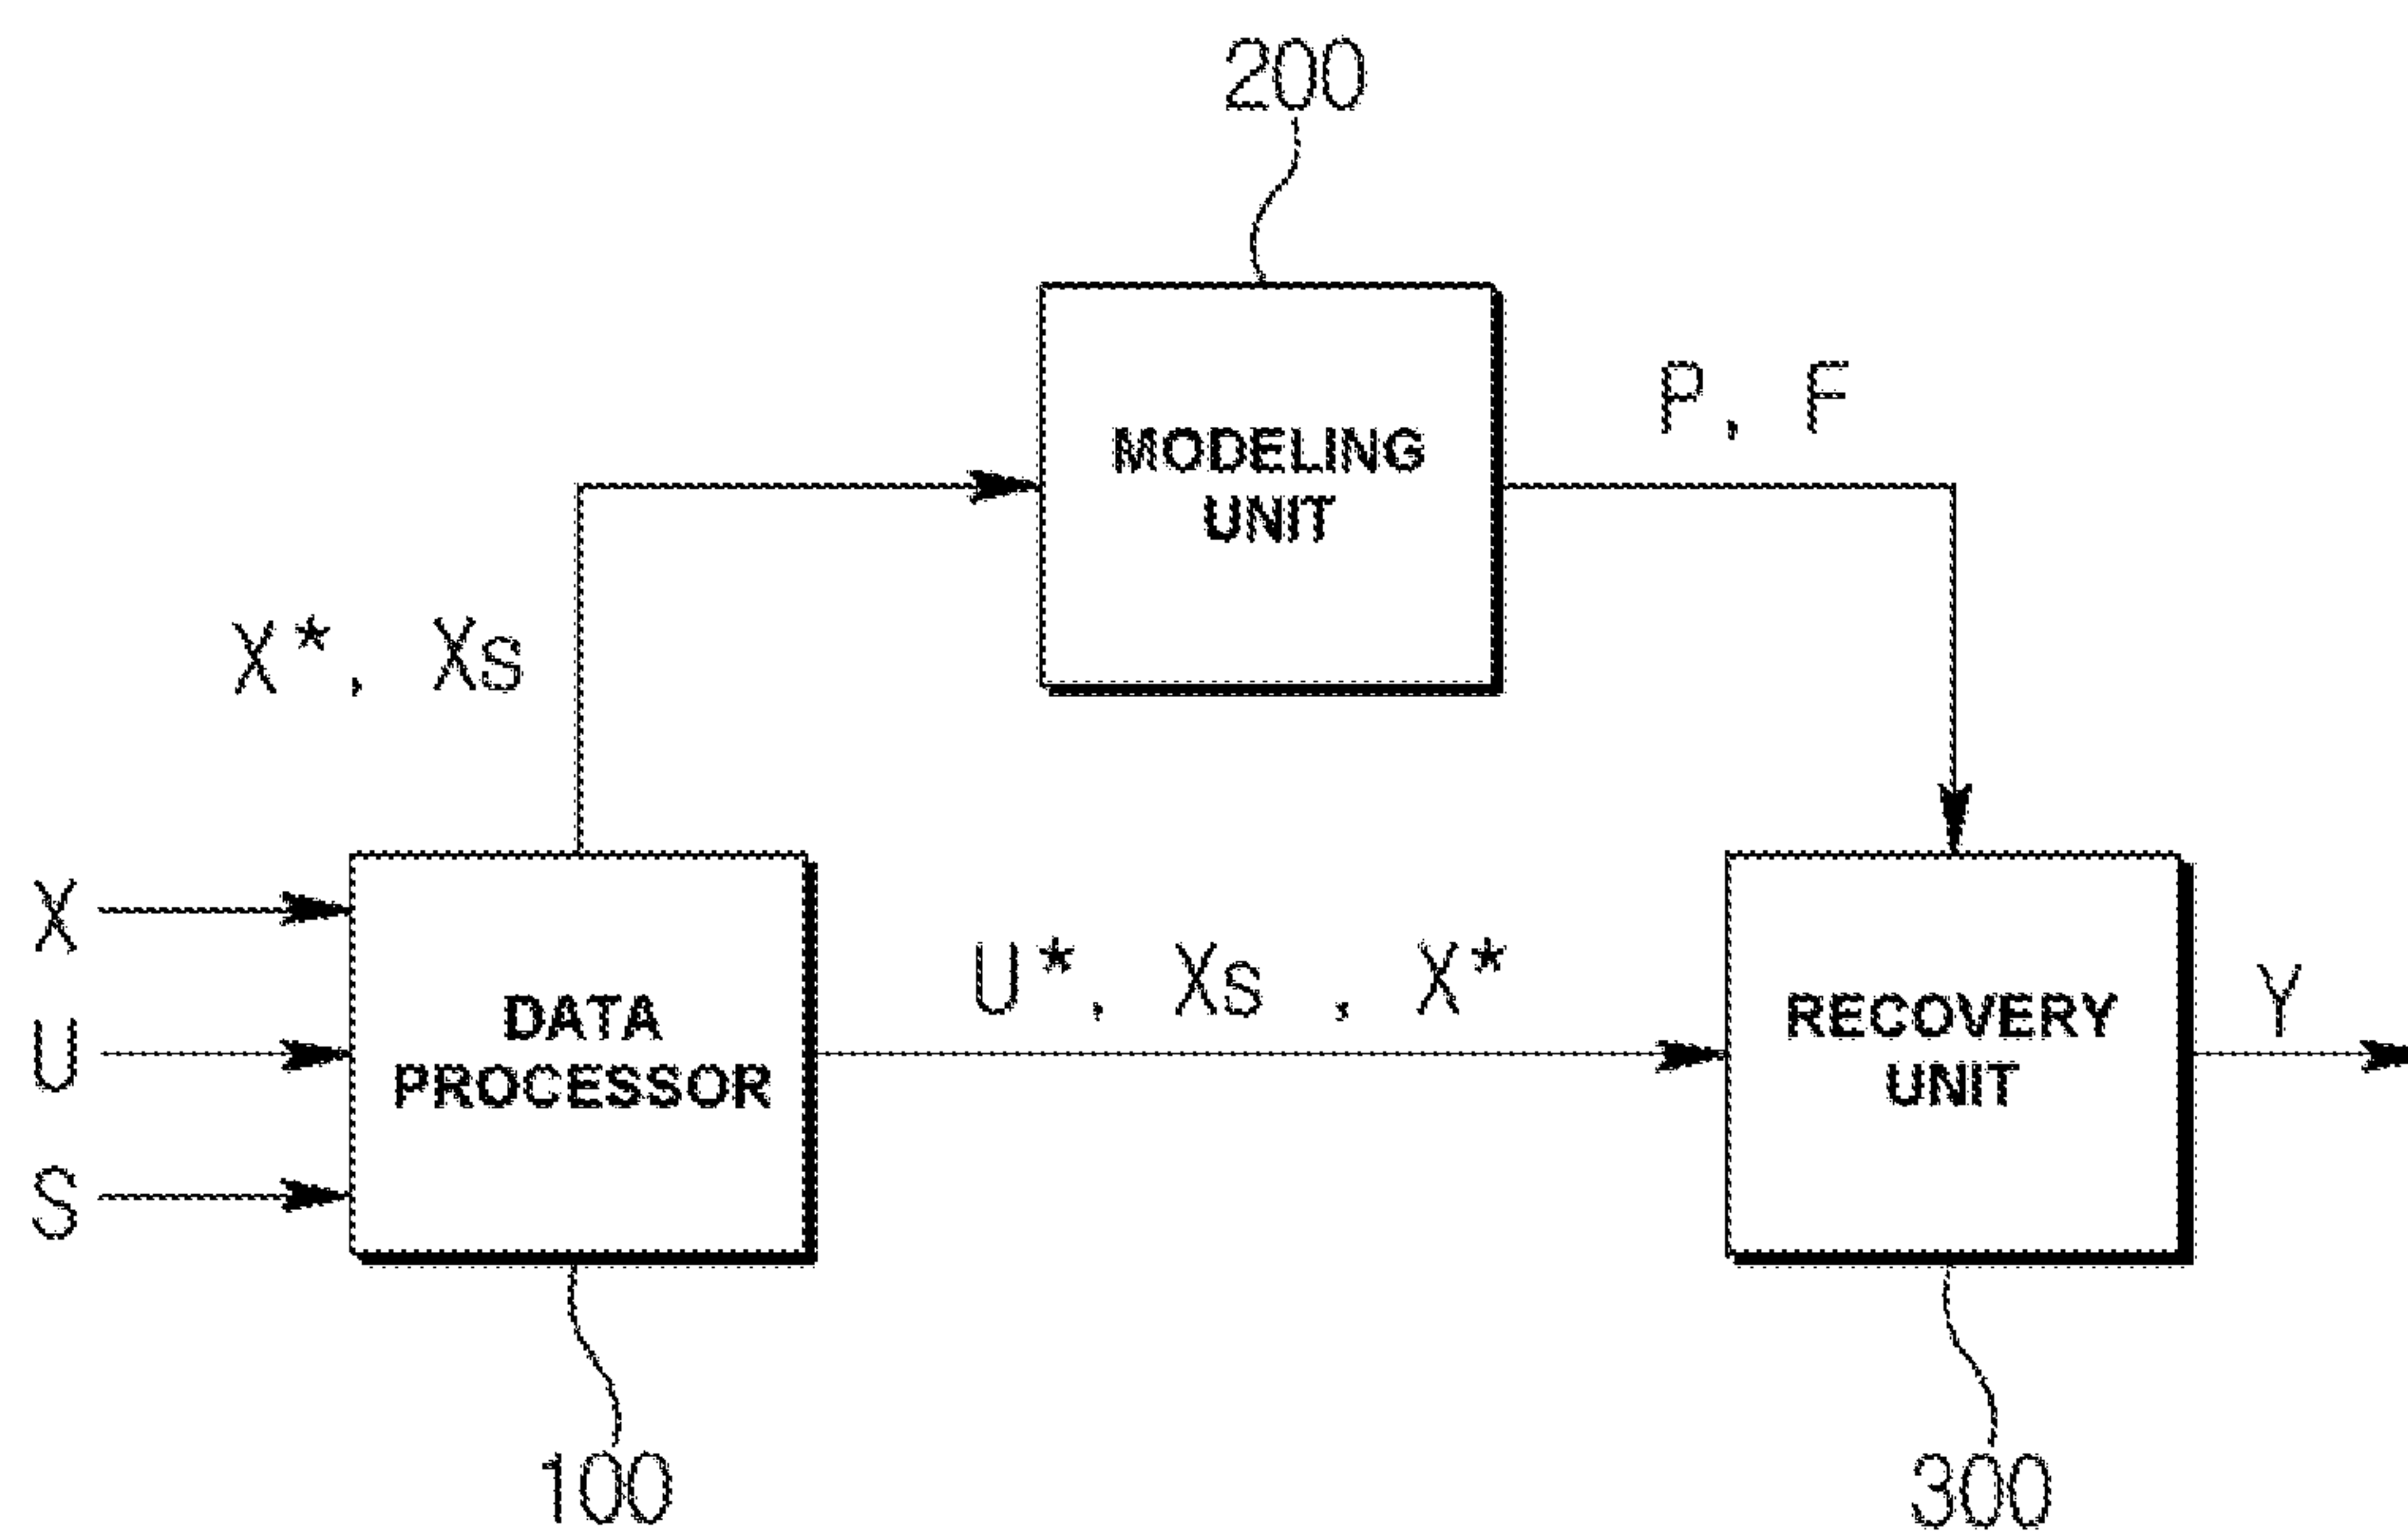 200
MODELING
UNIT
P, F
X*, Xs
X
U
S
DATA
PROCESSOR
U*, Xs , X*
RECOVERY
UNIT
Y
100
300